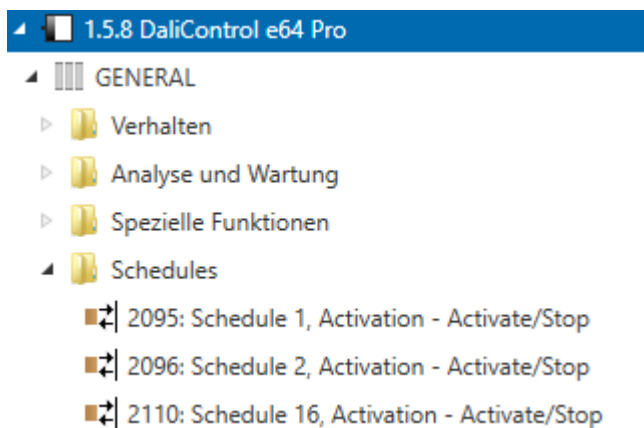 1.5.8 DaliControl e64 Pro
GENERAL
Verhalten
Analyse und Wartung
Spezielle Funktionen
Schedules
2095: Schedule 1, Activation - Activate/Stop
2096: Schedule 2, Activation - Activate/Stop
2110: Schedule 16, Activation - Activate/Stop